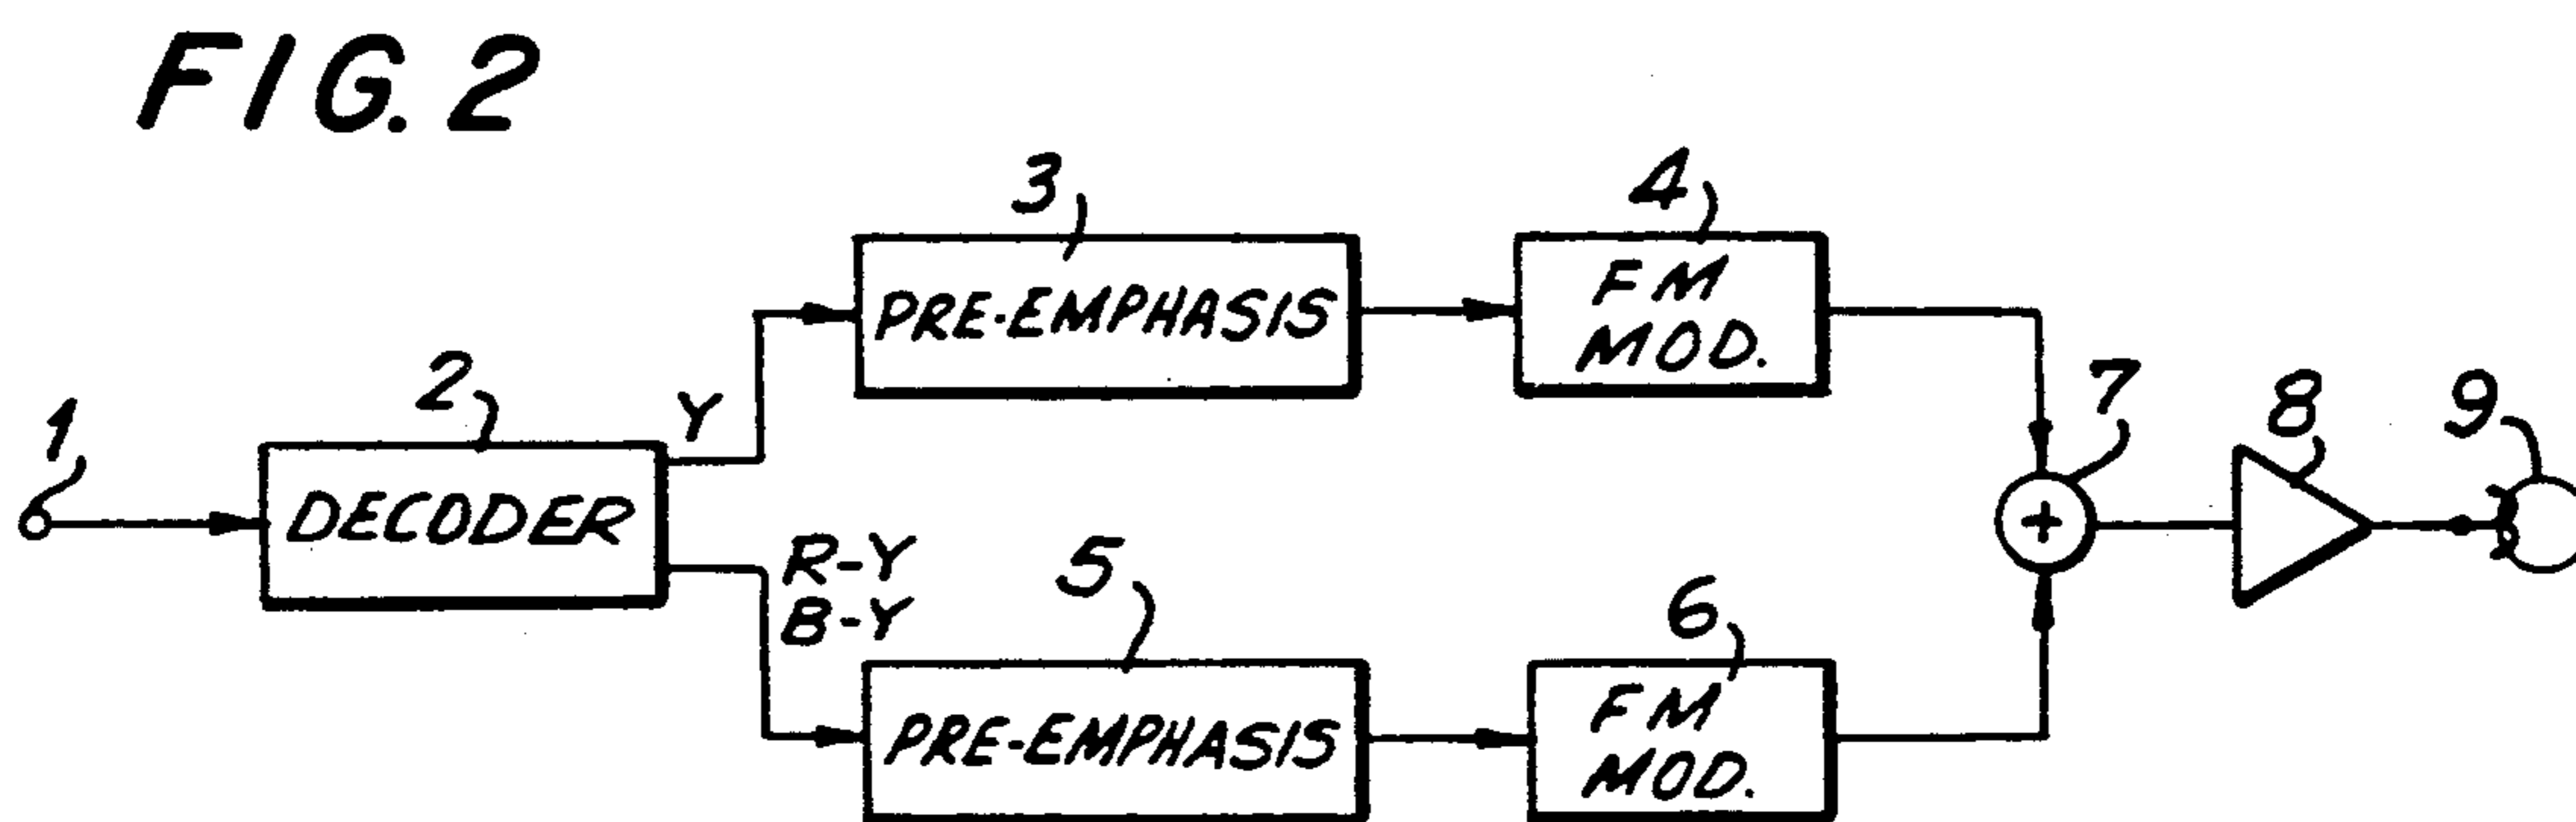 FIG. 2
3
4
PRE-EMPHASIS
FM
MOD.
1
2
Y
7
8
9
DECODER
+
R-Y
B-Y
5
6
PRE-EMPHASIS
FM
MOD.